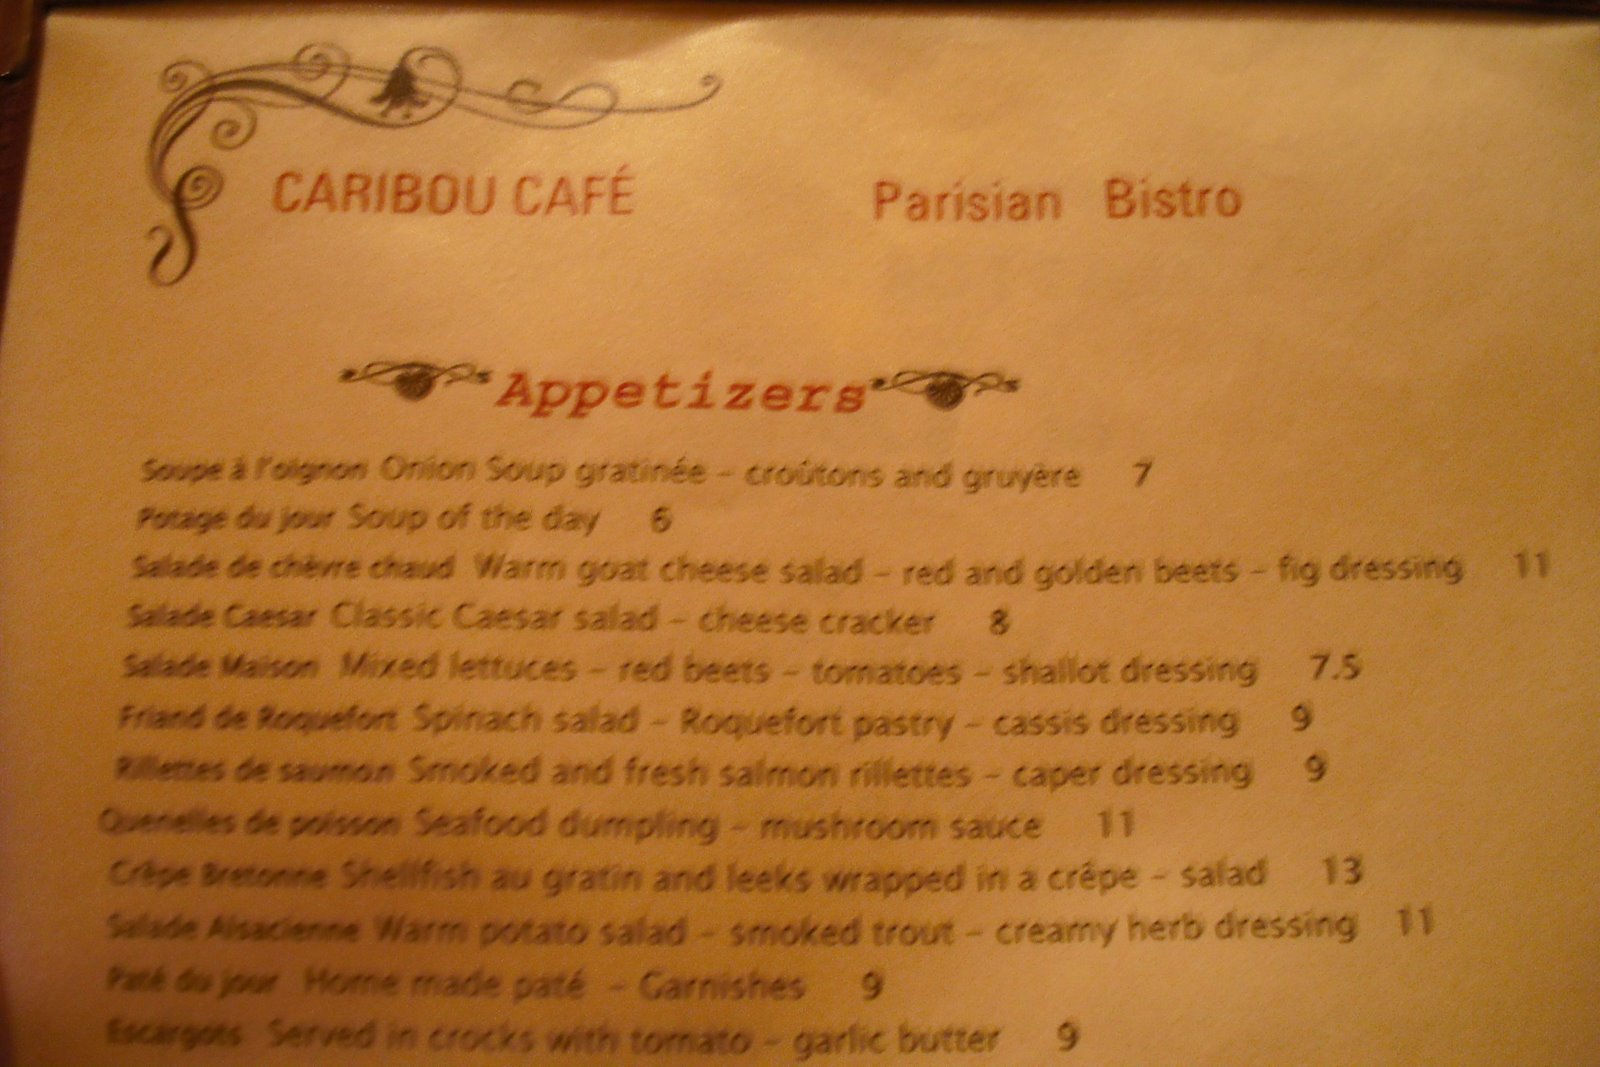 CARIBOU CAFÉ Parisian Bistro
Appetizers
Soupe à l'oignon Onion Soup gratinée – croûtons and gruyère 7
Potage du jour Soup of the day 6
Salade de chèvre chaud Warm goat cheese salad – red and golden beets – fig dressing 11
Salade Caesar Classic Caesar salad – cheese cracker 8
Salade Maison Mixed lettuces – red beets – tomatoes – shallot dressing 7.5
Friand de Roquefort Spinach salad – Roquefort pastry – cassis dressing 9
Rillettes de saumon Smoked and fresh salmon rillettes – caper dressing 9
Quenelles de poisson Seafood dumpling – mushroom sauce 11
Crêpe Bretonne Shellfish au gratin and leeks wrapped in a crêpe – salad 13
Salade Alsacienne Warm potato salad – smoked trout – creamy herb dressing 11
Paté du jour Home made paté – Garnishes 9
Escargots Served in crocks with tomato – garlic butter 9